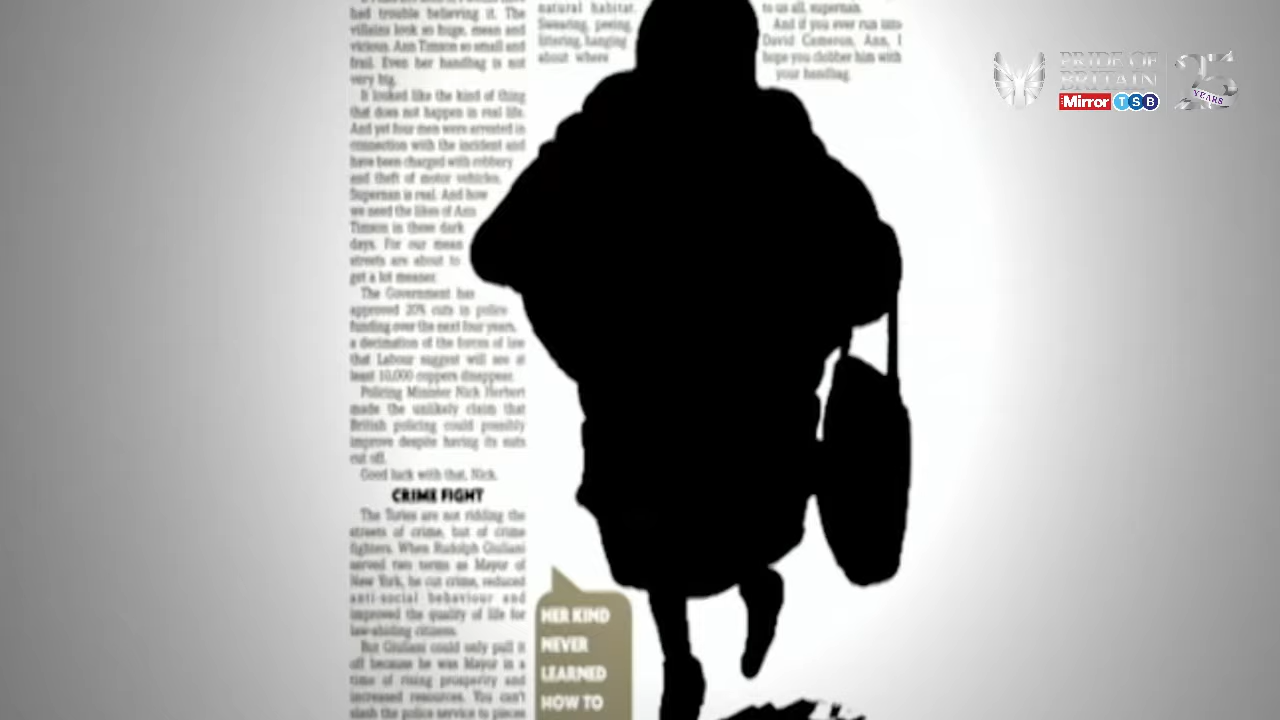 had trouble believing it. The
villains look so huge, mean and
vicious. Ann Timson so small and
frail. Even her handbag is not
very big.
It looked like the kind of thing
that does not happen in real life.
And yet four men were arrested in
connection with the incident and
have been charged with robbery
and theft of motor vehicles.
Supernan is real. And how
we need the likes of Ann
Timson in these dark
days. For our mean
streets are about to
get a lot meaner.
The Government has
approved 20% cuts in police
funding over the next four years,
a decimation of the forces of law
that Labour suggest will see at
least 10,000 coppers disappear.
Policing Minister Nick Herbert
made the unlikely claim that
British policing could possibly
improve despite having its nuts
cut off.
Good luck with that, Nick.
CRIME FIGHT
The Tories are not ridding the
streets of crime, but of crime
fighters. When Rudolph Giuliani
served two terms as Mayor of
New York, he cut crime, reduced
anti-social behaviour and
improved the quality of life for
law-abiding citizens.
But Giuliani could only pull it
off because he was Mayor in a
time of rising prosperity and
increased resources. You can't
slash the police service to pieces
natural habitat.
Swearing, peeing,
littering, hanging
about where
to us all, supernan.
And if you ever run into
David Cameron, Ann, I
hope you clobber him with
your handbag.
HER KIND
NEVER
LEARNED
HOW TO
PRIDE OF
BRITAIN
Mirror TSB
25
YEARS